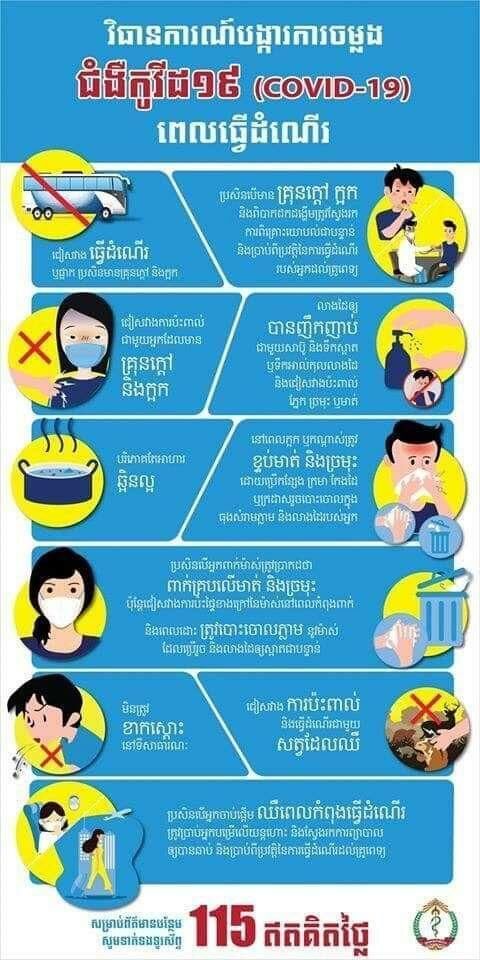 វិធានការណ៍បង្ការការចម្លង
ជំងឺកូវីដ១៩ (COVID-19)
ពេលធ្វើដំណើរ
ជៀសវាង ធ្វើដំណើរ
ឬផ្អាក ប្រសិនមានគ្រុនក្ដៅ និងក្អក
ប្រសិនបើមាន គ្រុនក្ដៅ ក្អក
និងពិបាកដកដង្ហើមត្រូវស្វែងរក
ការពិគ្រោះយោបល់ជាបន្ទាន់
និងប្រាប់ពីប្រវត្តិនៃការធ្វើដំណើរ
របស់អ្នកដល់គ្រូពេទ្យ
ជៀសវាងការប៉ះពាល់
ជាមួយអ្នកដែលមាន
គ្រុនក្ដៅ
និងក្អក
លាងដៃឲ្យ
បានញឹកញាប់
ជាមួយសាប៊ូ និងទឹកស្អាត
ឬទឹកអាល់កុលលាងដៃ
និងជៀសវាងប៉ះពាល់
ភ្នែក ច្រមុះ ឬមាត់
បរិភោគតែអាហារ
ឆ្អិនល្អ
នៅពេលក្អក ឬកណ្ដាស់ត្រូវ
ខ្ទប់មាត់ និងច្រមុះ
ដោយប្រើកន្សែង ក្រមា កែងដៃ
ឬក្រដាសរួចបោះចោលក្នុង
ធុងសំរាមភ្លាម និងលាងដៃរបស់អ្នក
ប្រសិនបើអ្នកពាក់ម៉ាស់ត្រូវប្រាកដថា
ពាក់គ្របលើមាត់ និងច្រមុះ
ប៉ុន្តែជៀសវាងការប៉ះផ្ទៃខាងក្រៅនៃម៉ាស់នៅពេលកំពុងពាក់
និងពេលដោះ ត្រូវបោះចោលភ្លាម នូវម៉ាស់
ដែលប្រើរួច និងលាងដៃឲ្យស្អាតជាបន្ទាន់
មិនត្រូវ
ខាកស្ដោះ
នៅទីសាធារណៈ
ជៀសវាង ការប៉ះពាល់
និងធ្វើដំណើរជាមួយ
សត្វដែលឈឺ
ប្រសិនបើអ្នកចាប់ផ្ដើម ឈឺពេលកំពុងធ្វើដំណើរ
ត្រូវប្រាប់អ្នកបម្រើលើយន្តហោះ និងស្វែងរកការព្យាបាល
ឲ្យបានឆាប់ និងប្រាប់ពីប្រវត្តិនៃការធ្វើដំណើរដល់គ្រូពេទ្យ
សម្រាប់ព័ត៌មានបន្ថែម
សូមទាក់ទងទូរស័ព្ទ 115 ឥតគិតថ្លៃ